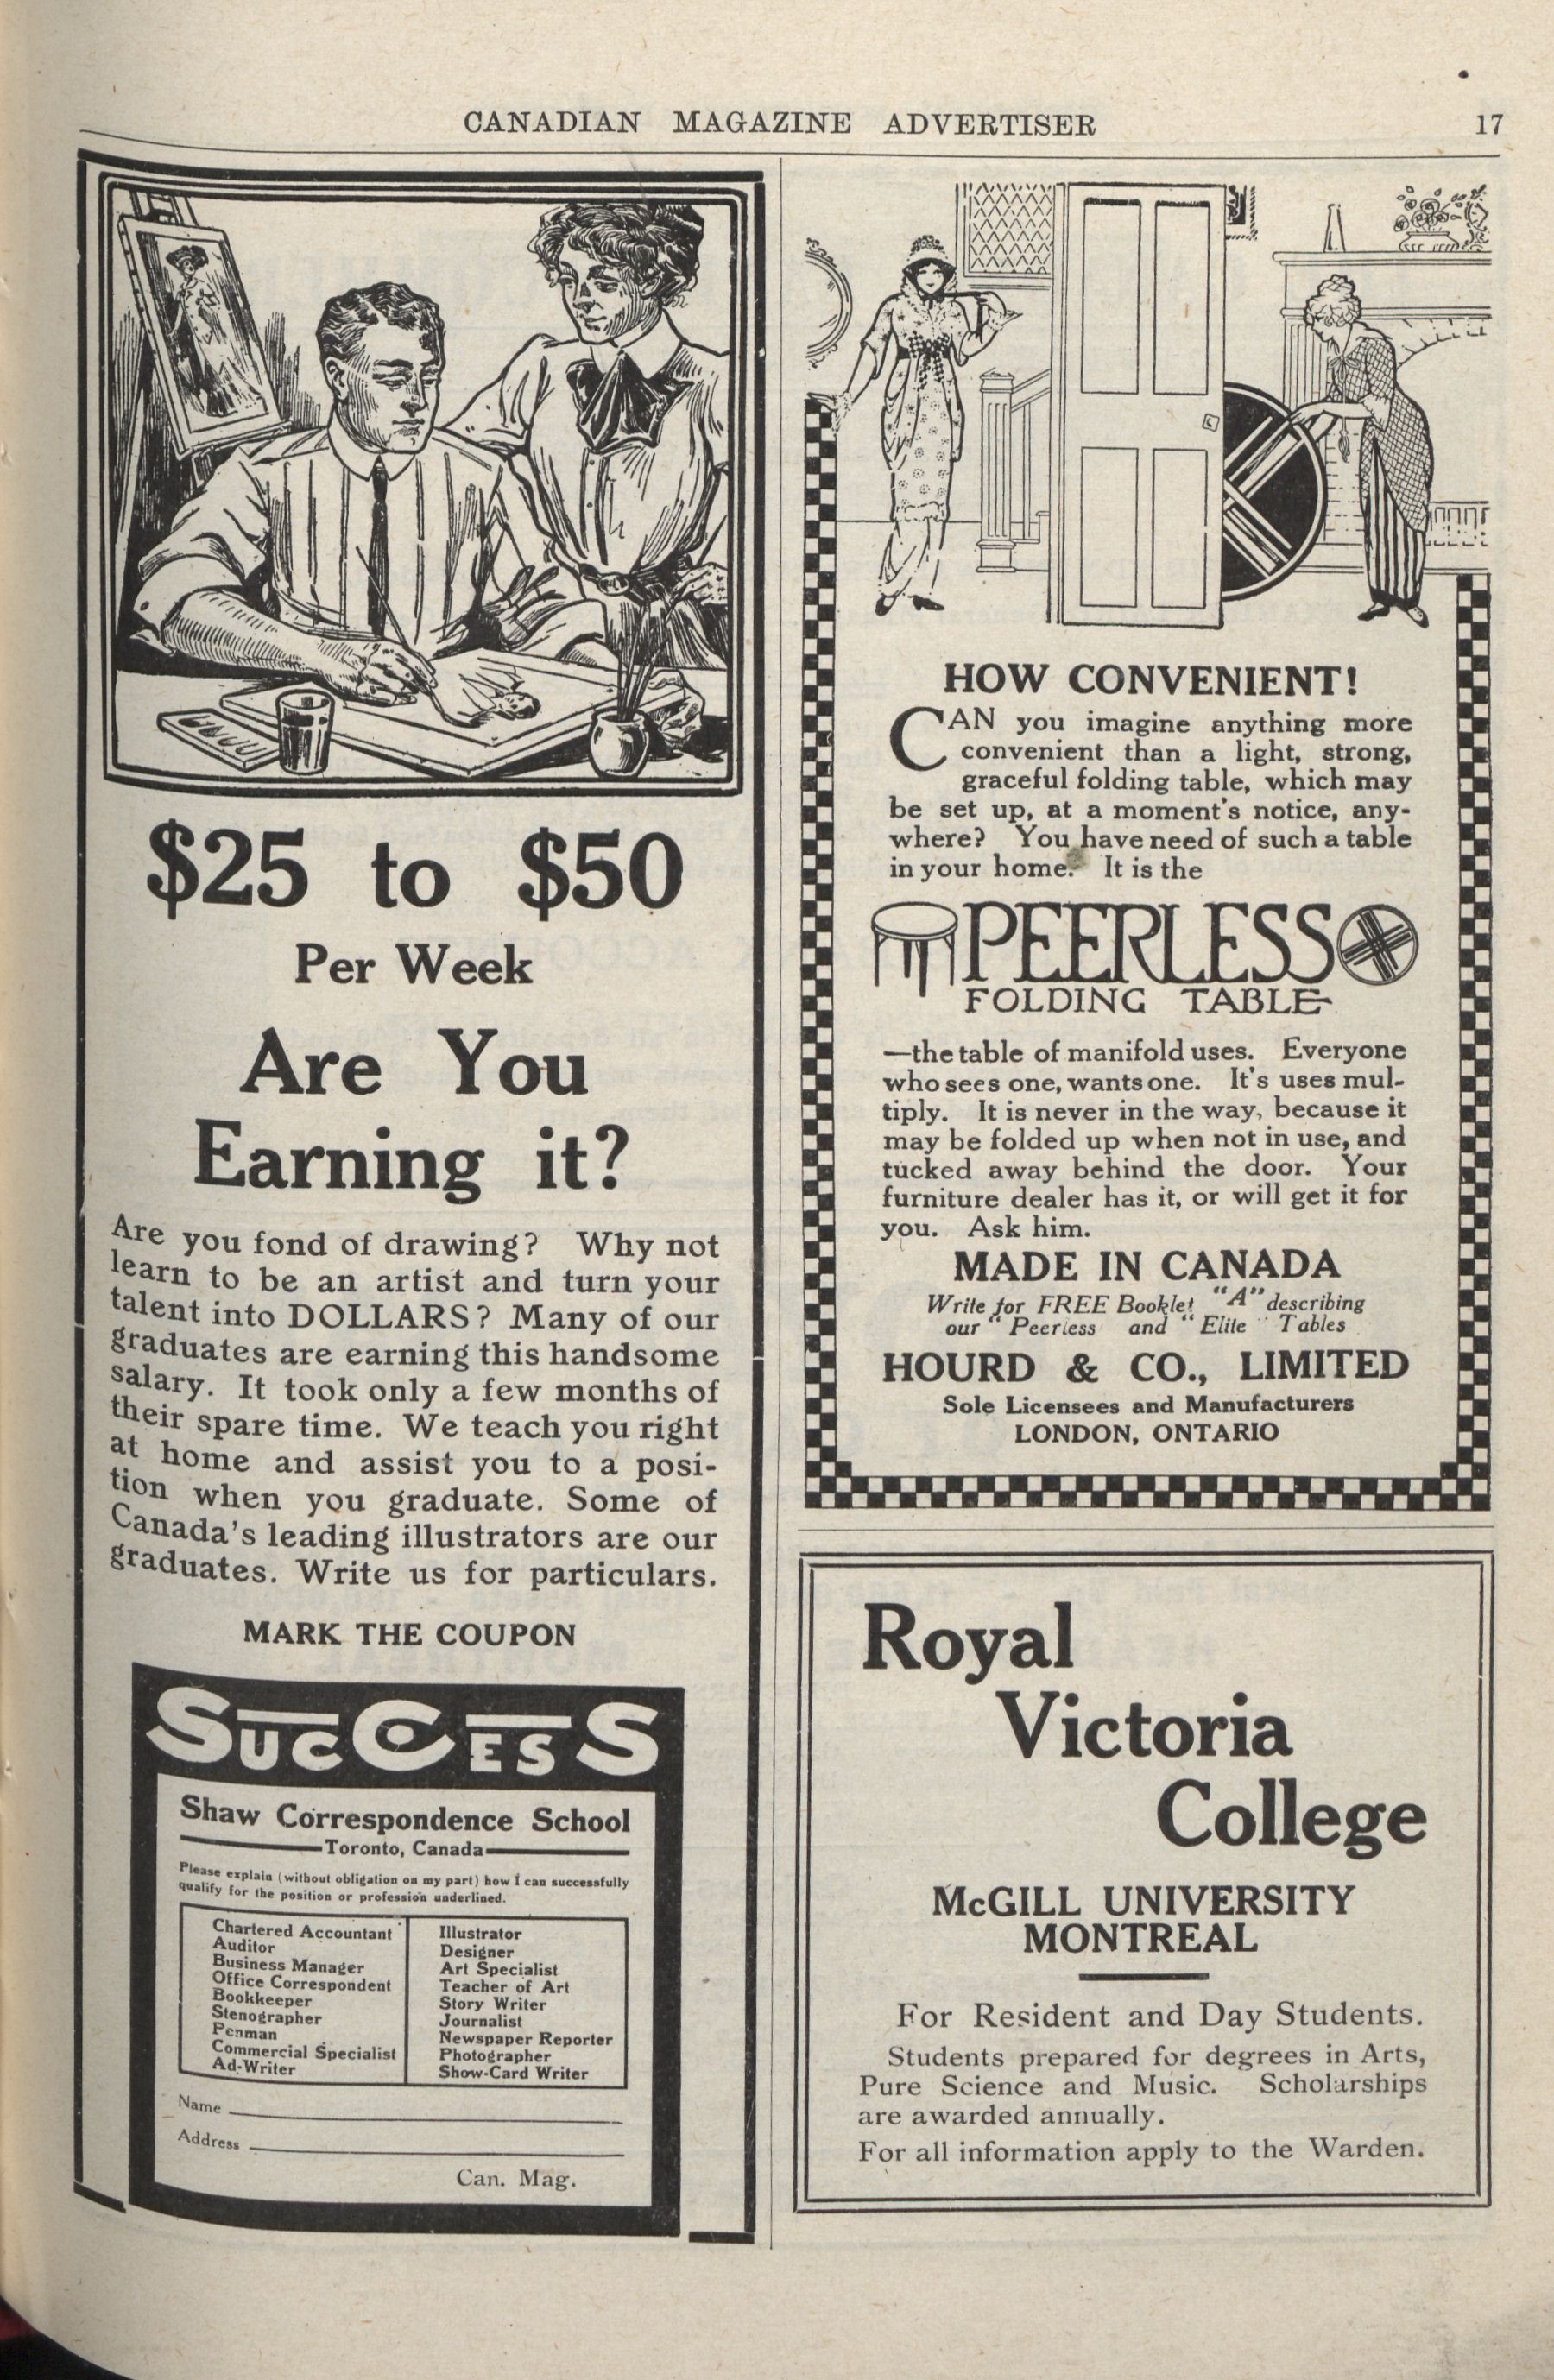 CANADIAN MAGAZINE ADVERTISER 17
$25 to $50
Per Week
Are You
Earning it?
Are you fond of drawing? Why not
learn to be an artist and turn your
talent into DOLLARS? Many of our
graduates are earning this handsome
salary. It took only a few months of
their spare time. We teach you right
at home and assist you to a posi-
tion when you graduate. Some of
Canada's leading illustrators are our
graduates. Write us for particulars.
MARK THE COUPON
SUCCESS
Shaw Correspondence School
Toronto, Canada
Please explain (without obligation on my part) how I can successfully
qualify for the position or profession underlined.
Chartered Accountant
Auditor
Business Manager
Office Correspondent
Bookkeeper
Stenographer
Penman
Commercial Specialist
Ad-Writer
Illustrator
Designer
Art Specialist
Teacher of Art
Story Writer
Journalist
Newspaper Reporter
Photographer
Show-Card Writer
Name
Address
Can. Mag.
HOW CONVENIENT!
CAN you imagine anything more
convenient than a light, strong,
graceful folding table, which may
be set up, at a moment's notice, any-
where? You have need of such a table
in your home. It is the
PEERLESS
FOLDING TABLE
—the table of manifold uses. Everyone
who sees one, wants one. It's uses mul-
tiply. It is never in the way, because it
may be folded up when not in use, and
tucked away behind the door. Your
furniture dealer has it, or will get it for
you. Ask him.
MADE IN CANADA
Write for FREE Booklet "A" describing
our "Peerless" and "Elite" Tables
HOURD & CO., LIMITED
Sole Licensees and Manufacturers
LONDON, ONTARIO
Royal
Victoria
College
McGILL UNIVERSITY
MONTREAL
For Resident and Day Students.
Students prepared for degrees in Arts,
Pure Science and Music. Scholarships
are awarded annually.
For all information apply to the Warden.